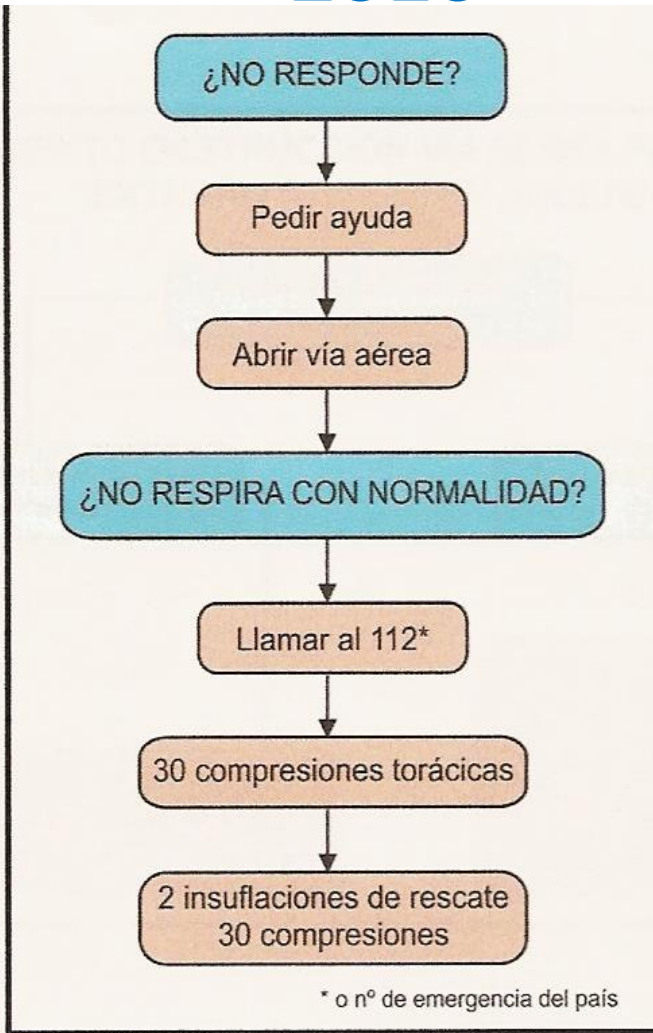 ¿NO RESPONDE?
Pedir ayuda
Abrir vía aérea
¿NO RESPIRA CON NORMALIDAD?
Llamar al 112*
30 compresiones torácicas
2 insuflaciones de rescate
30 compresiones
* o nº de emergencia del país